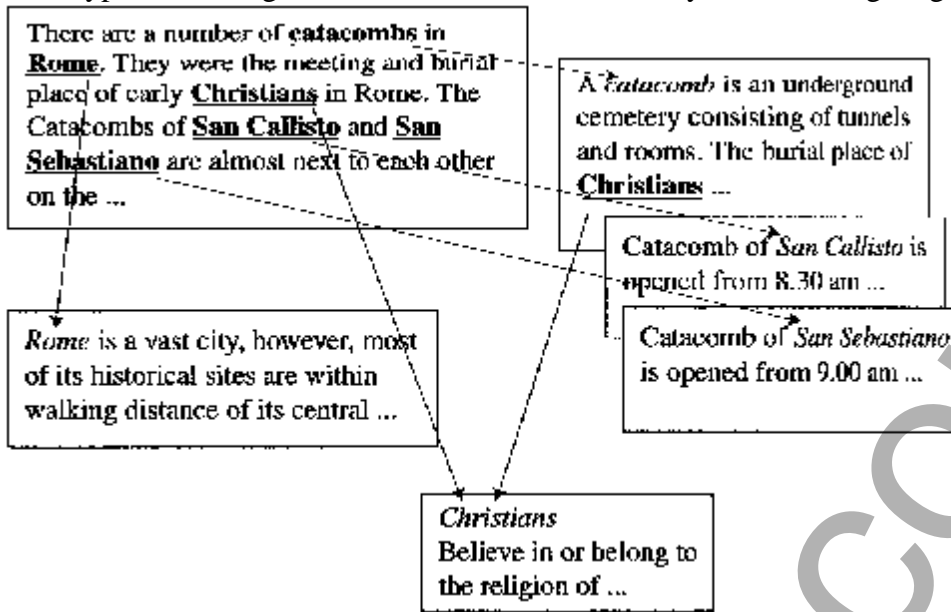 There are a number of catacombs in
Rome. They were the meeting and burial
place of early Christians in Rome. The
Catacombs of San Callisto and San
Sebastiano are almost next to each other
on the ...
A catacomb is an underground
cemetery consisting of tunnels
and rooms. The burial place of
Christians ...
Catacomb of San Callisto is
opened from 8.30 am ...
Catacomb of San Sebastiano
is opened from 9.00 am ...
Rome is a vast city, however, most
of its historical sites are within
walking distance of its central ...
Christians
Believe in or belong to
the religion of ...